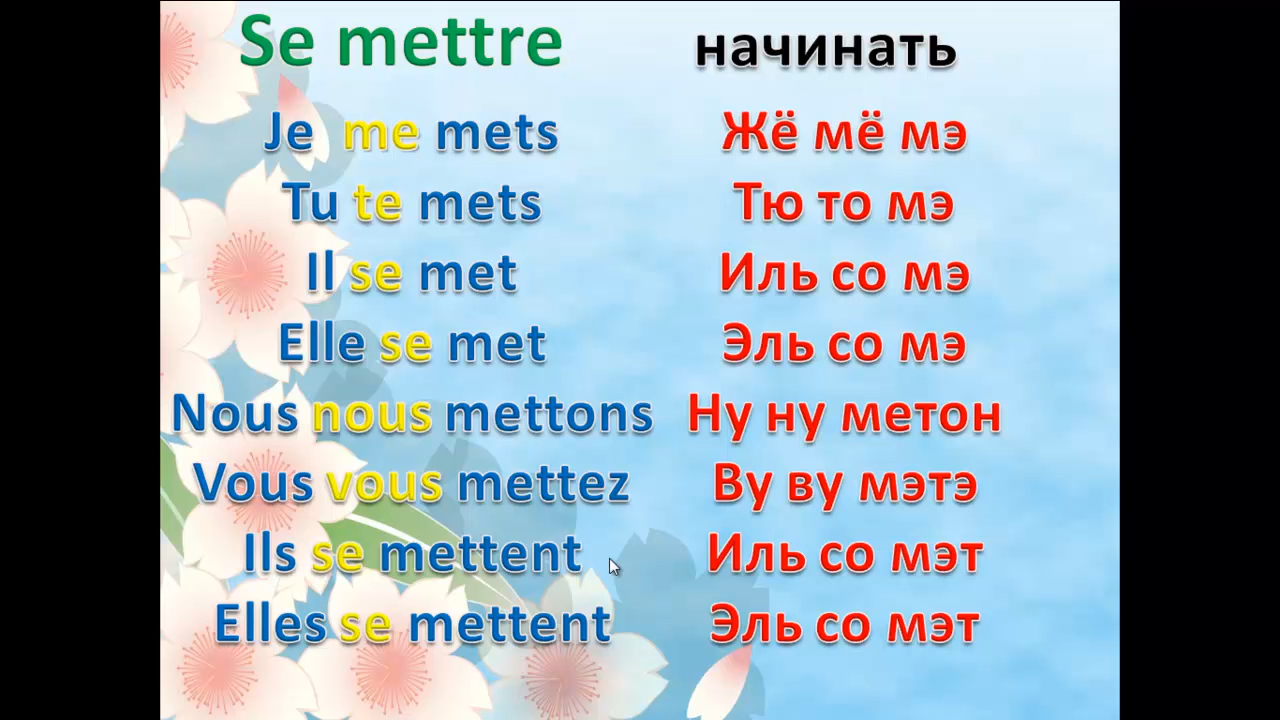 Se mettre начинать
Je me mets Жё мё мэ
Tu te mets Тю то мэ
Il se met Иль со мэ
Elle se met Эль со мэ
Nous nous mettons Ну ну метон
Vous vous mettez Ву ву мэтэ
Ils se mettent Иль со мэт
Elles se mettent Эль со мэт